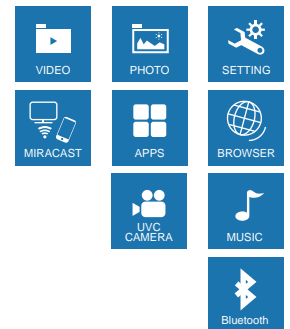 VIDEO
PHOTO
SETTING
MIRACAST
APPS
BROWSER
UVC
CAMERA
MUSIC
Bluetooth